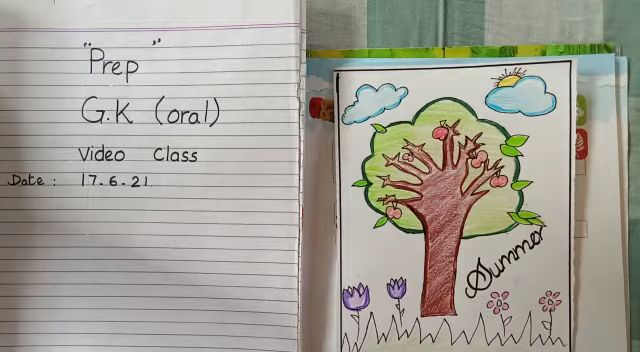 "Prep"
G.K (oral)
Video Class
Date : 17.6.21
Summer